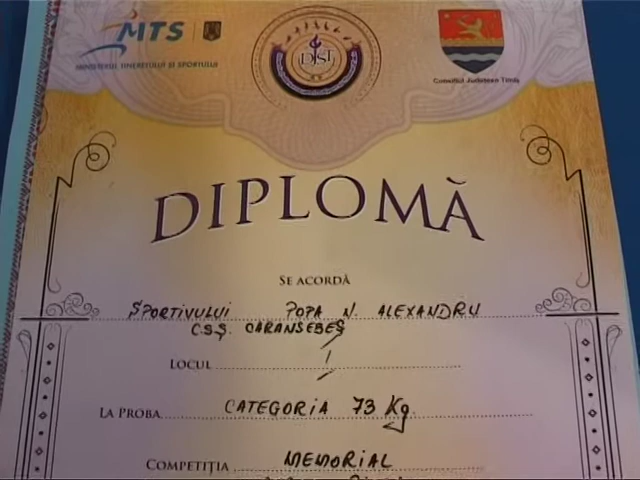 MTS
MINISTERUL TINERETULUI ȘI SPORTULUI
DJST
Consiliul Județean Timiș
DIPLOMĂ
SE ACORDĂ
SPORTIVULUI POPA N. ALEXANDRU
C.S.Ș. CARANSEBEȘ
LOCUL I
LA PROBA CATEGORIA 73 Kg.
COMPETIȚIA MEMORIAL